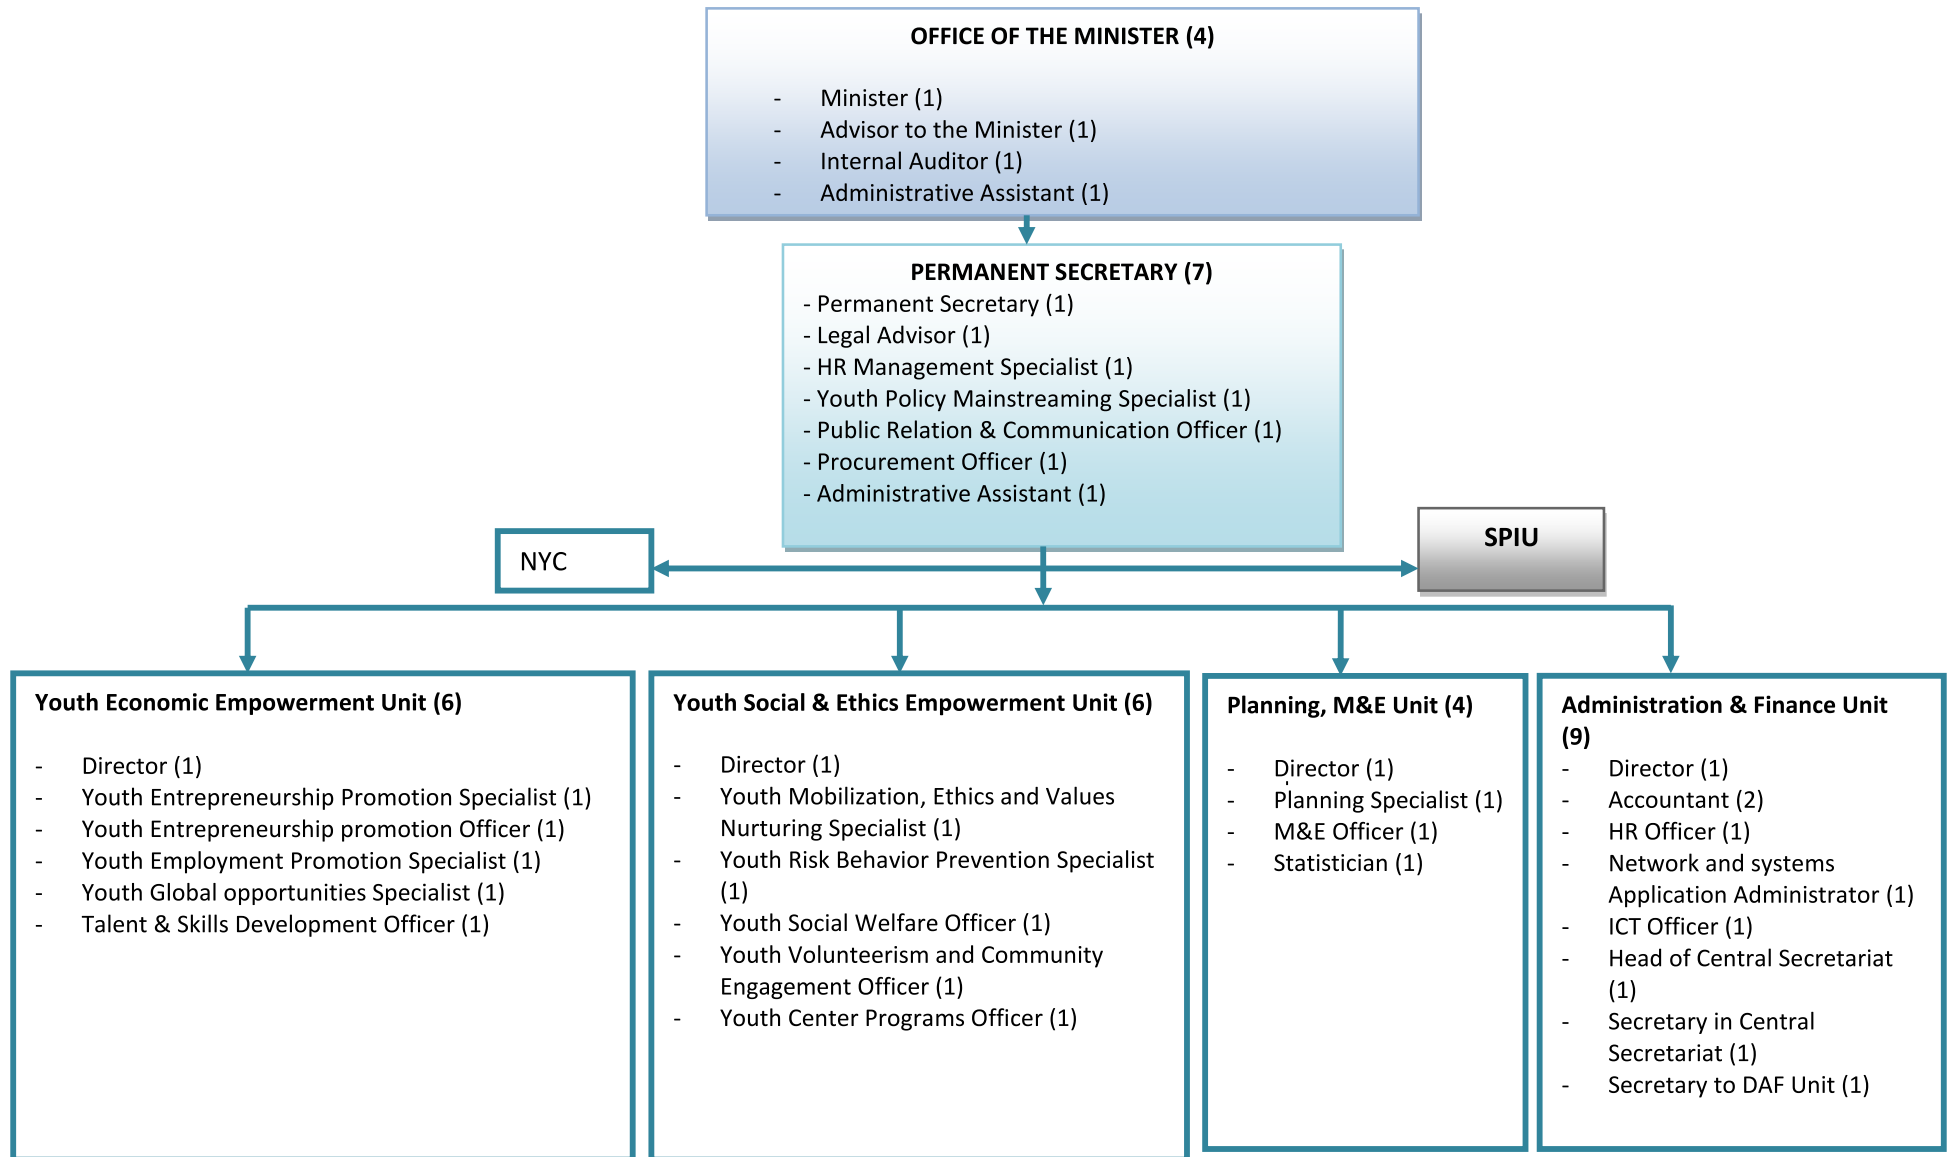 OFFICE OF THE MINISTER (4)
- Minister (1)
- Advisor to the Minister (1)
- Internal Auditor (1)
- Administrative Assistant (1)
PERMANENT SECRETARY (7)
- Permanent Secretary (1)
- Legal Advisor (1)
- HR Management Specialist (1)
- Youth Policy Mainstreaming Specialist (1)
- Public Relation & Communication Officer (1)
- Procurement Officer (1)
- Administrative Assistant (1)
NYC
SPIU
Youth Economic Empowerment Unit (6)
- Director (1)
- Youth Entrepreneurship Promotion Specialist (1)
- Youth Entrepreneurship promotion Officer (1)
- Youth Employment Promotion Specialist (1)
- Youth Global opportunities Specialist (1)
- Talent & Skills Development Officer (1)
Youth Social & Ethics Empowerment Unit (6)
- Director (1)
- Youth Mobilization, Ethics and Values
Nurturing Specialist (1)
- Youth Risk Behavior Prevention Specialist
(1)
- Youth Social Welfare Officer (1)
- Youth Volunteerism and Community
Engagement Officer (1)
- Youth Center Programs Officer (1)
Planning, M&E Unit (4)
- Director (1)
- Planning Specialist (1)
- M&E Officer (1)
- Statistician (1)
Administration & Finance Unit
(9)
- Director (1)
- Accountant (2)
- HR Officer (1)
- Network and systems
Application Administrator (1)
- ICT Officer (1)
- Head of Central Secretariat
(1)
- Secretary in Central
Secretariat (1)
- Secretary to DAF Unit (1)